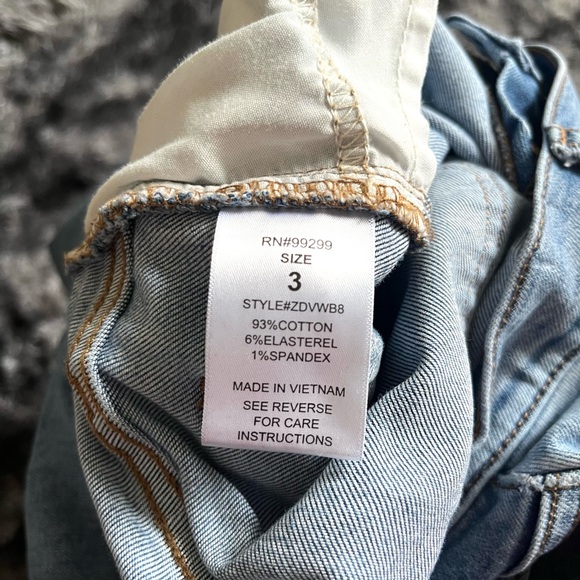 RN#99299
SIZE
3
STYLE#ZDVWB8
93%COTTON
6%ELASTEREL
1%SPANDEX
MADE IN VIETNAM
SEE REVERSE
FOR CARE
INSTRUCTIONS